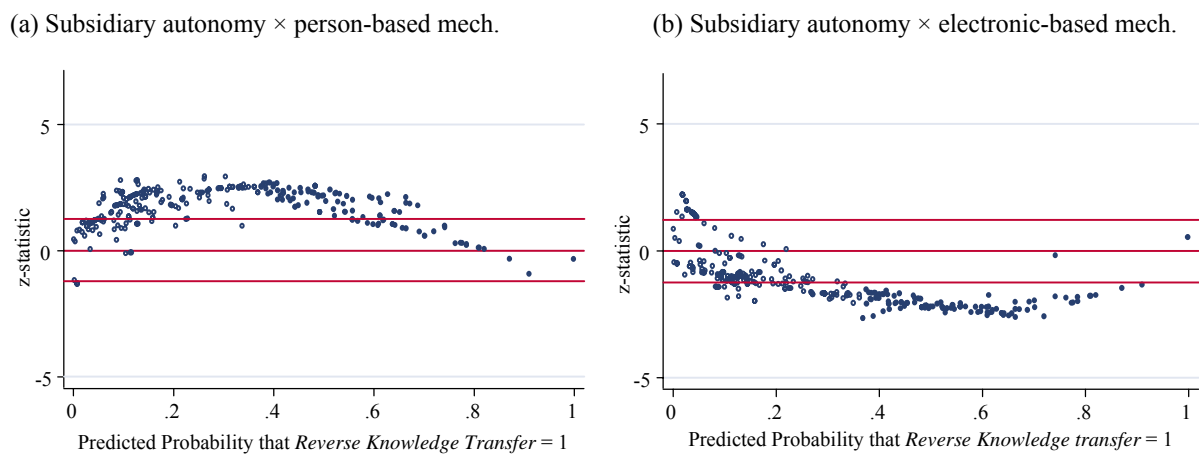 (a) Subsidiary autonomy × person-based mech.
5
0
-5
z-statistic
0 .2 .4 .6 .8 1
Predicted Probability that Reverse Knowledge Transfer = 1
(b) Subsidiary autonomy × electronic-based mech.
5
0
-5
z-statistic
0 .2 .4 .6 .8 1
Predicted Probability that Reverse Knowledge transfer = 1